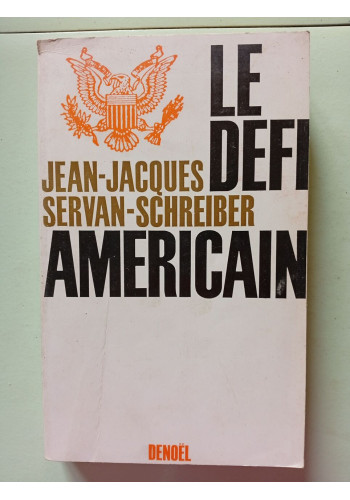 LE
DEFI
JEAN-JACQUES
SERVAN-SCHREIBER
AMERICAIN
DENOËL